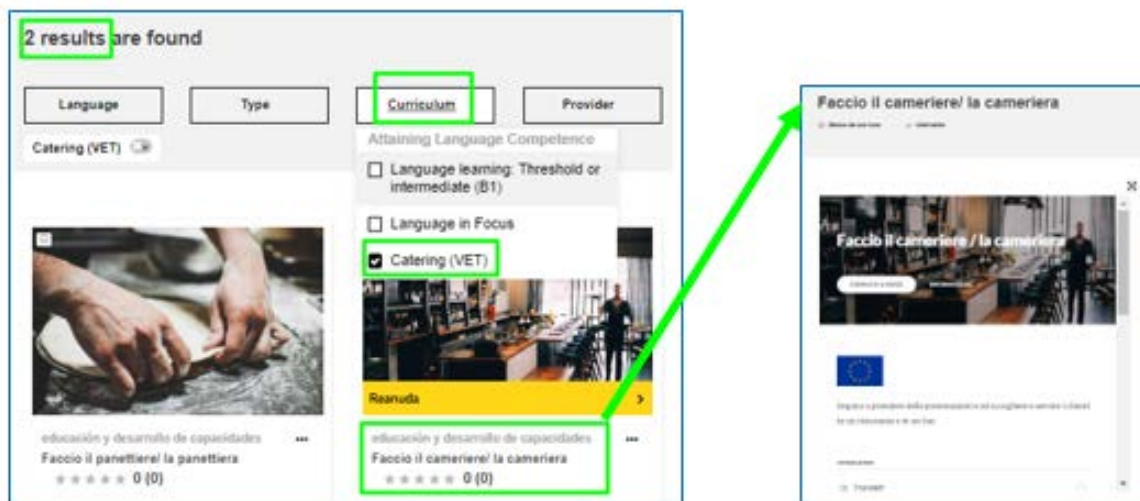 2 results are found
Language
Type
Curriculum
Provider
Catering (VET)
Attaining Language Competence
Language learning: Threshold or
intermediate (B1)
Language in Focus
Catering (VET)
Reanuda
educación y desarrollo de capacidades
Faccio il panettiere/ la panettiera
0 (0)
educación y desarrollo de capacidades
Faccio il cameriere/ la cameriera
0 (0)
Faccio il cameriere/ la cameriera
Faccio il cameriere / la cameriera